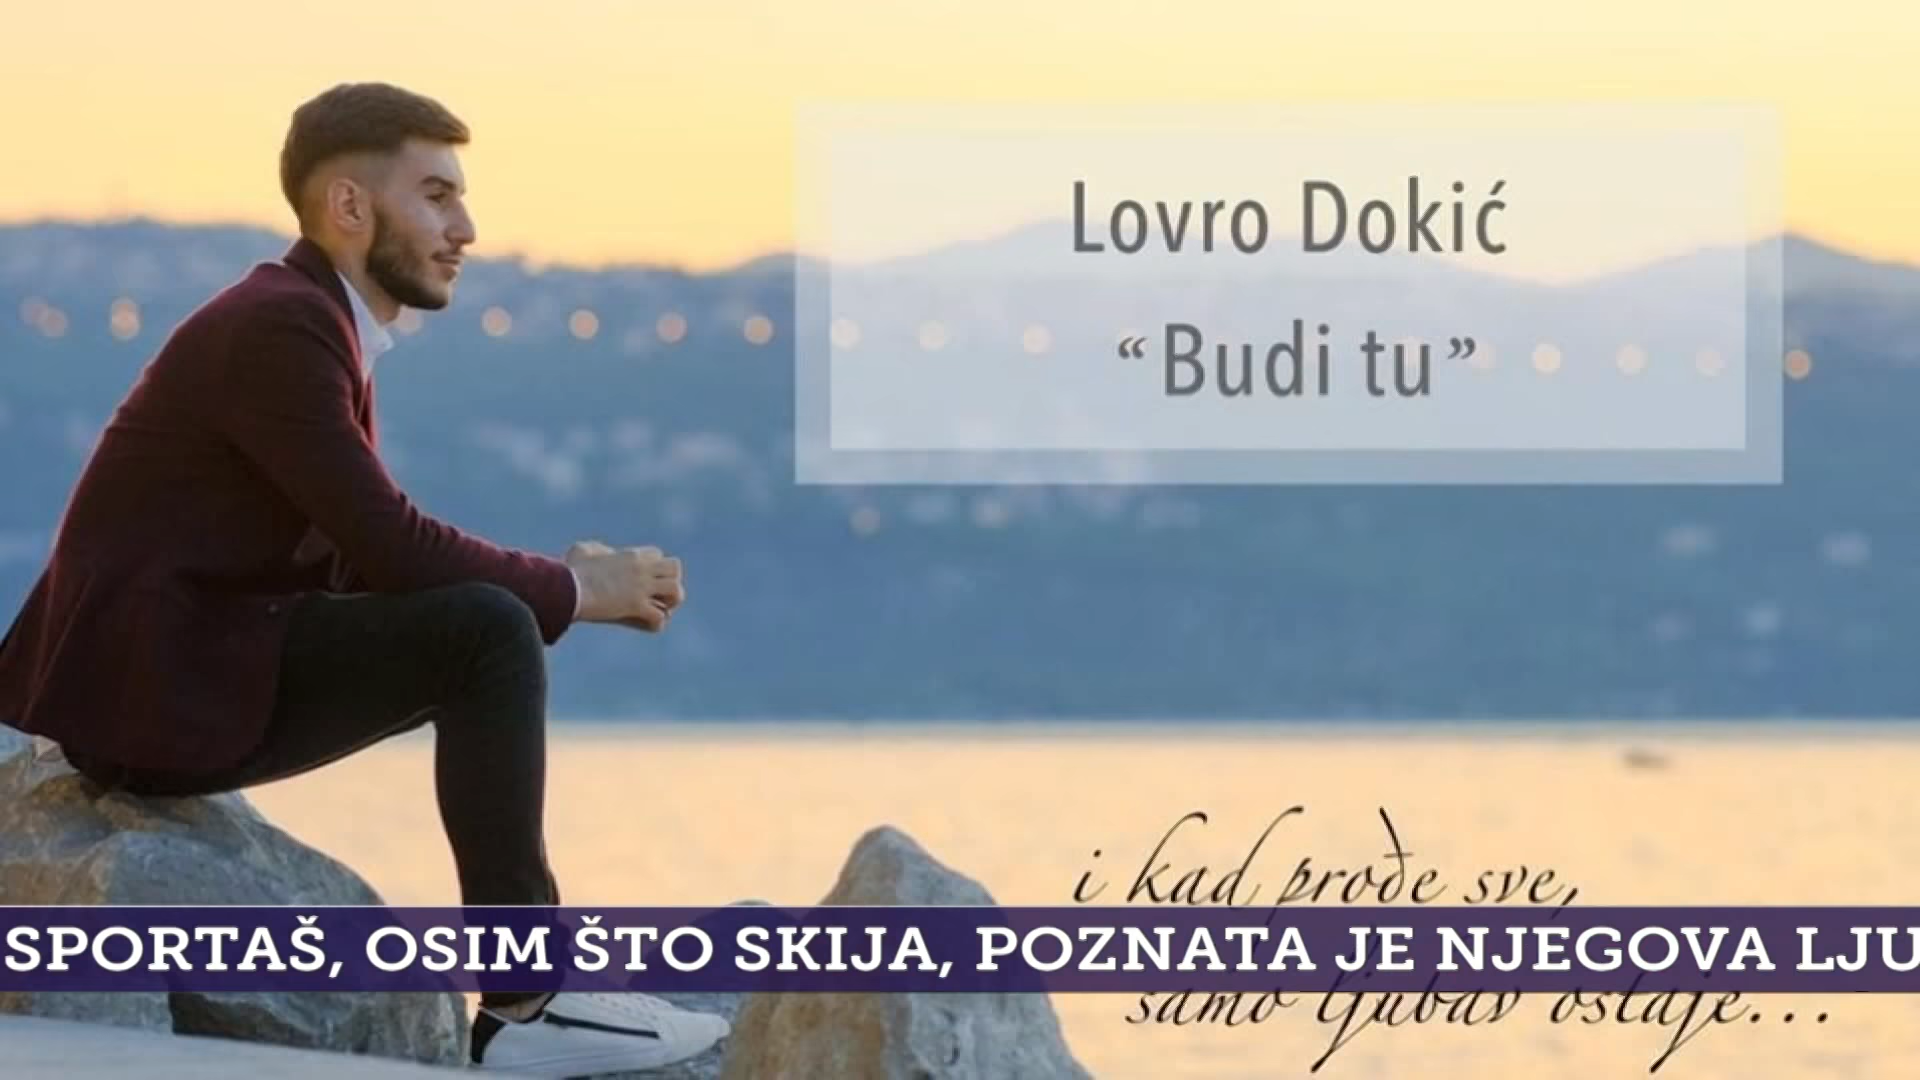 Lovro Dokić
“Budi tu”
i kad prođe sve,
SPORTAŠ, OSIM ŠTO SKIJA, POZNATA JE NJEGOVA LJU
samo ljubav ostaje...